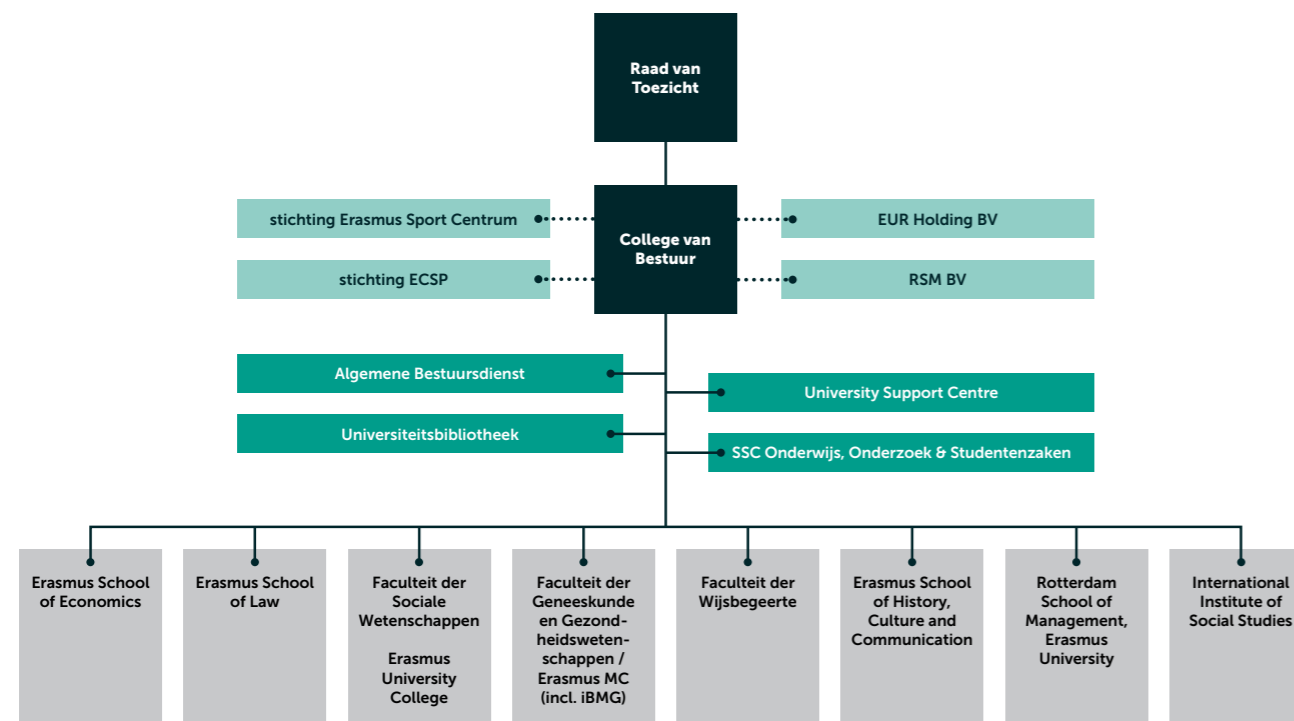 Raad van
Toezicht
stichting Erasmus Sport Centrum
EUR Holding BV
College van
Bestuur
stichting ECSP
RSM BV
Algemene Bestuursdienst
University Support Centre
Universiteitsbibliotheek
SSC Onderwijs, Onderzoek & Studentenzaken
Erasmus School
of Economics
Erasmus School
of Law
Faculteit der
Sociale
Wetenschappen
Erasmus
University
College
Faculteit der
Geneeskunde
en Gezond-
heidsweten-
schappen /
Erasmus MC
(incl. iBMG)
Faculteit der
Wijsbegeerte
Erasmus School
of History,
Culture and
Communication
Rotterdam
School of
Management,
Erasmus
University
International
Institute of
Social Studies